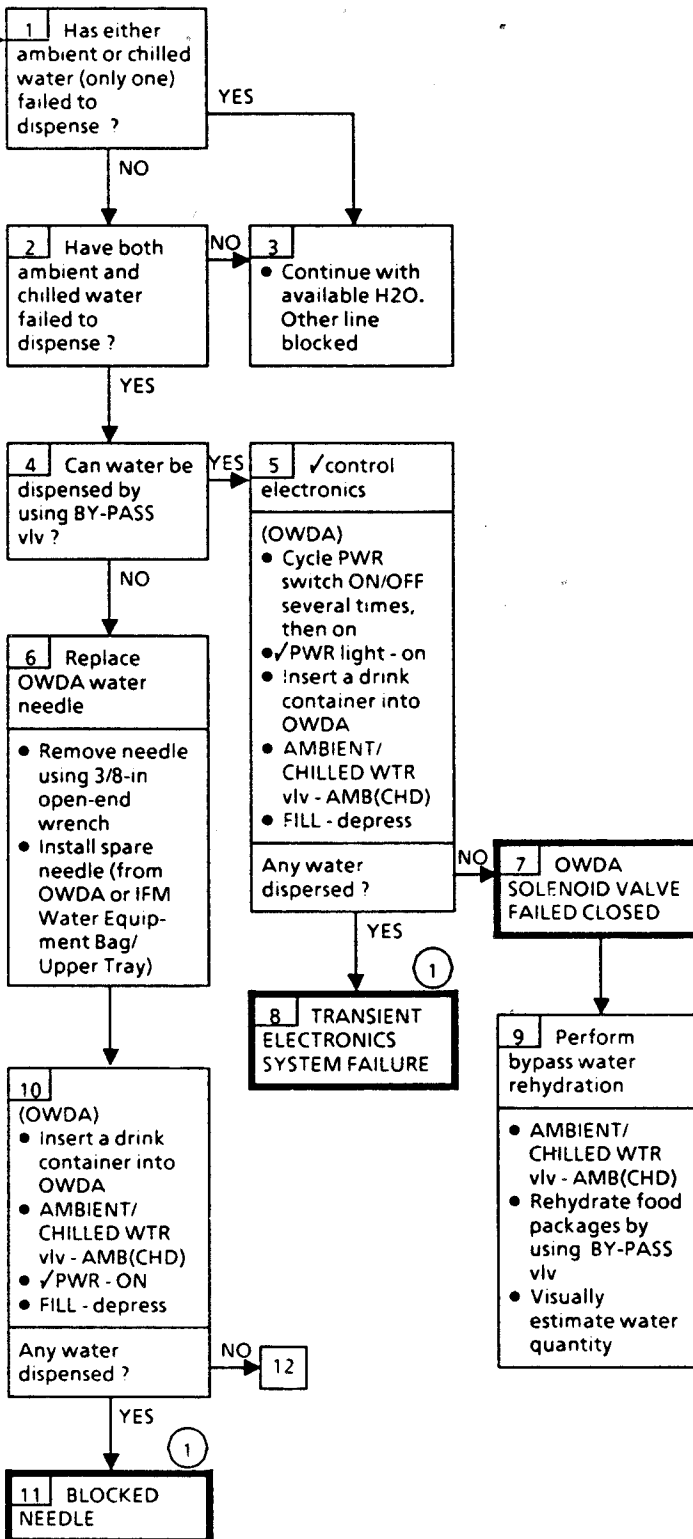 1 Has either
ambient or chilled
water (only one)
failed to
dispense ?
YES
NO
2 Have both
ambient and
chilled water
failed to
dispense ?
NO
3
• Continue with
available H2O.
Other line
blocked
YES
4 Can water be
dispensed by
using BY-PASS
vlv ?
YES
5 ✓control
electronics
(OWDA)
• Cycle PWR
switch ON/OFF
several times,
then on
•✓PWR light - on
• Insert a drink
container into
OWDA
• AMBIENT/
CHILLED WTR
vlv - AMB(CHD)
• FILL - depress
Any water
dispersed ?
NO
6 Replace
OWDA water
needle
• Remove needle
using 3/8-in
open-end
wrench
• Install spare
needle (from
OWDA or IFM
Water Equip-
ment Bag/
Upper Tray)
NO
7 OWDA
SOLENOID VALVE
FAILED CLOSED
YES
1
8 TRANSIENT
ELECTRONICS
SYSTEM FAILURE
9 Perform
bypass water
rehydration
• AMBIENT/
CHILLED WTR
vlv - AMB(CHD)
• Rehydrate food
packages by
using BY-PASS
vlv
• Visually
estimate water
quantity
10
(OWDA)
• Insert a drink
container into
OWDA
• AMBIENT/
CHILLED WTR
vlv - AMB(CHD)
• ✓PWR - ON
• FILL - depress
Any water
dispensed ?
NO
12
YES
1
11 BLOCKED
NEEDLE